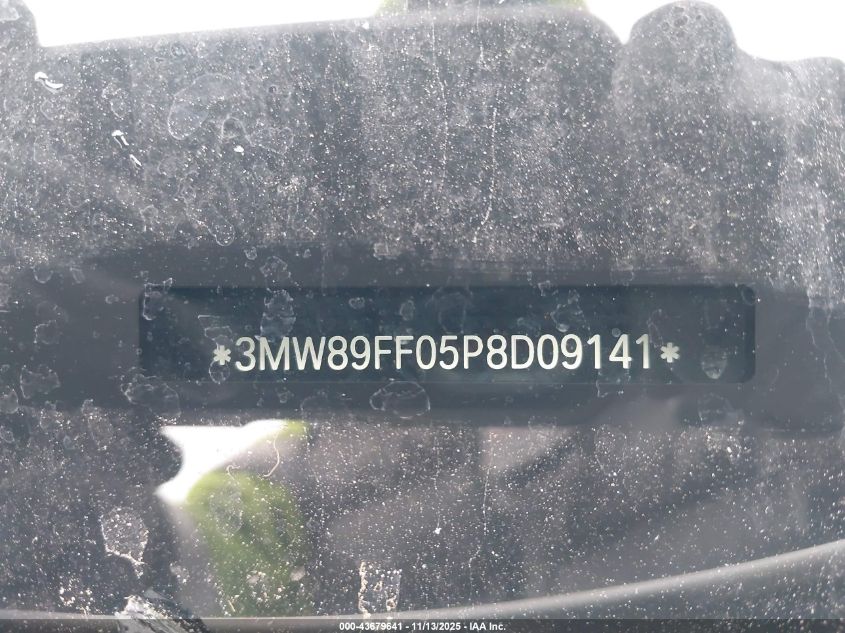 *3MW89FF05P8D09141*
000-43679641 - 11/13/2025 - IAA Inc.